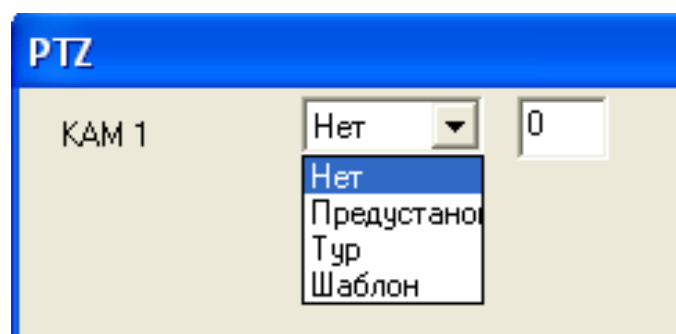 PTZ
КАМ 1 Нет 0
Нет
Предустано
Тур
Шаблон